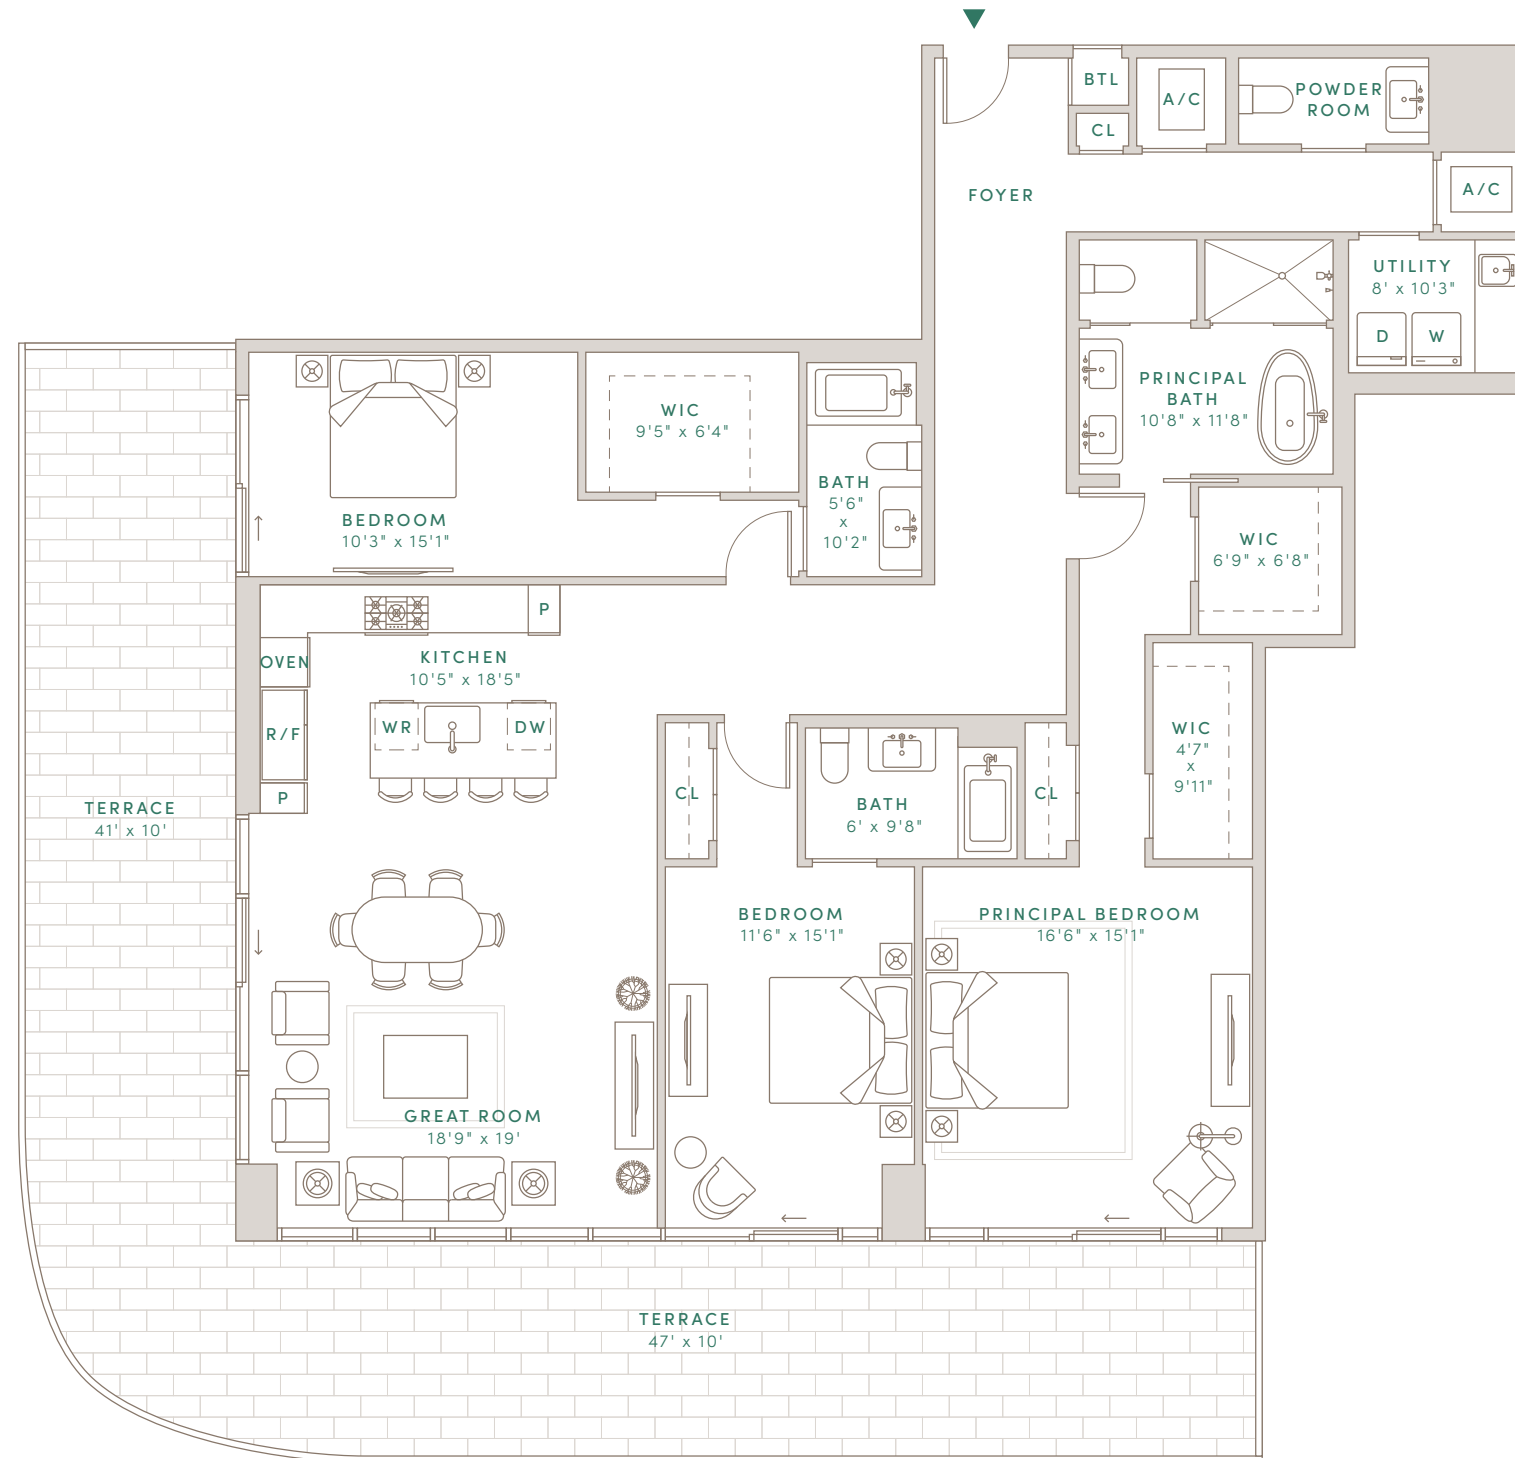 BTL
A/C
POWDER
ROOM
CL
FOYER
A/C
UTILITY
8' x 10'3"
D
W
PRINCIPAL
BATH
10'8" x 11'8"
WIC
9'5" x 6'4"
BATH
5'6"
x
10'2"
BEDROOM
10'3" x 15'1"
WIC
6'9" x 6'8"
P
OVEN
KITCHEN
10'5" x 18'5"
WR
DW
R/F
P
WIC
4'7"
x
9'11"
CL
BATH
6' x 9'8"
CL
TERRACE
41' x 10'
BEDROOM
11'6" x 15'1"
PRINCIPAL BEDROOM
16'6" x 15'1"
GREAT ROOM
18'9" x 19'
TERRACE
47' x 10'